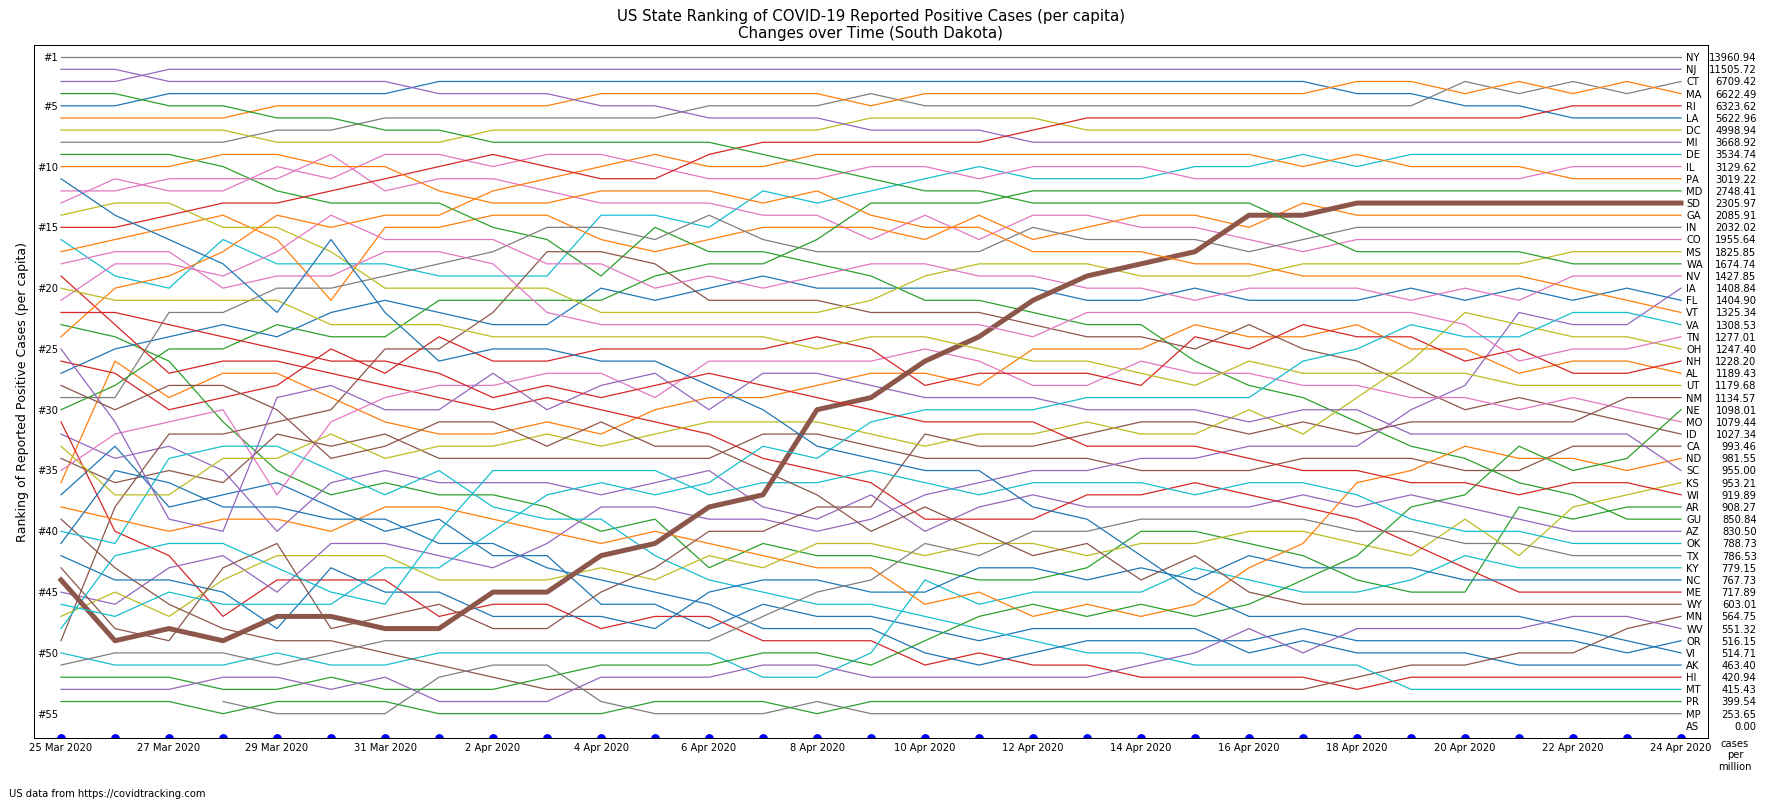 US State Ranking of COVID-19 Reported Positive Cases (per capita)
Changes over Time (South Dakota)
Ranking of Reported Positive Cases (per capita)
#1
#5
#10
#15
#20
#25
#30
#35
#40
#45
#50
#55
NY 13960.94
NJ 11505.72
CT 6709.42
MA 6622.49
RI 6323.62
LA 5622.96
DC 4998.94
MI 3668.92
DE 3534.74
IL 3129.62
PA 3019.22
MD 2748.41
SD 2305.97
GA 2085.91
IN 2032.02
CO 1955.64
MS 1825.85
WA 1674.74
NV 1427.85
IA 1408.84
FL 1404.90
VT 1325.34
VA 1308.53
TN 1277.01
OH 1247.40
NH 1228.20
AL 1189.43
UT 1179.68
NM 1134.57
NE 1098.01
MO 1079.44
ID 1027.34
CA 993.46
ND 981.55
SC 955.00
KS 953.21
WI 919.89
AR 908.27
GU 850.84
AZ 830.50
OK 788.73
TX 786.53
KY 779.15
NC 767.73
ME 717.89
WY 603.01
MN 564.75
WV 551.32
OR 516.15
VI 514.71
AK 463.40
HI 420.94
MT 415.43
PR 399.54
MP 253.65
AS 0.00
25 Mar 2020 27 Mar 2020 29 Mar 2020 31 Mar 2020 2 Apr 2020 4 Apr 2020 6 Apr 2020 8 Apr 2020 10 Apr 2020 12 Apr 2020 14 Apr 2020 16 Apr 2020 18 Apr 2020 20 Apr 2020 22 Apr 2020 24 Apr 2020
cases
per
million
US data from https://covidtracking.com